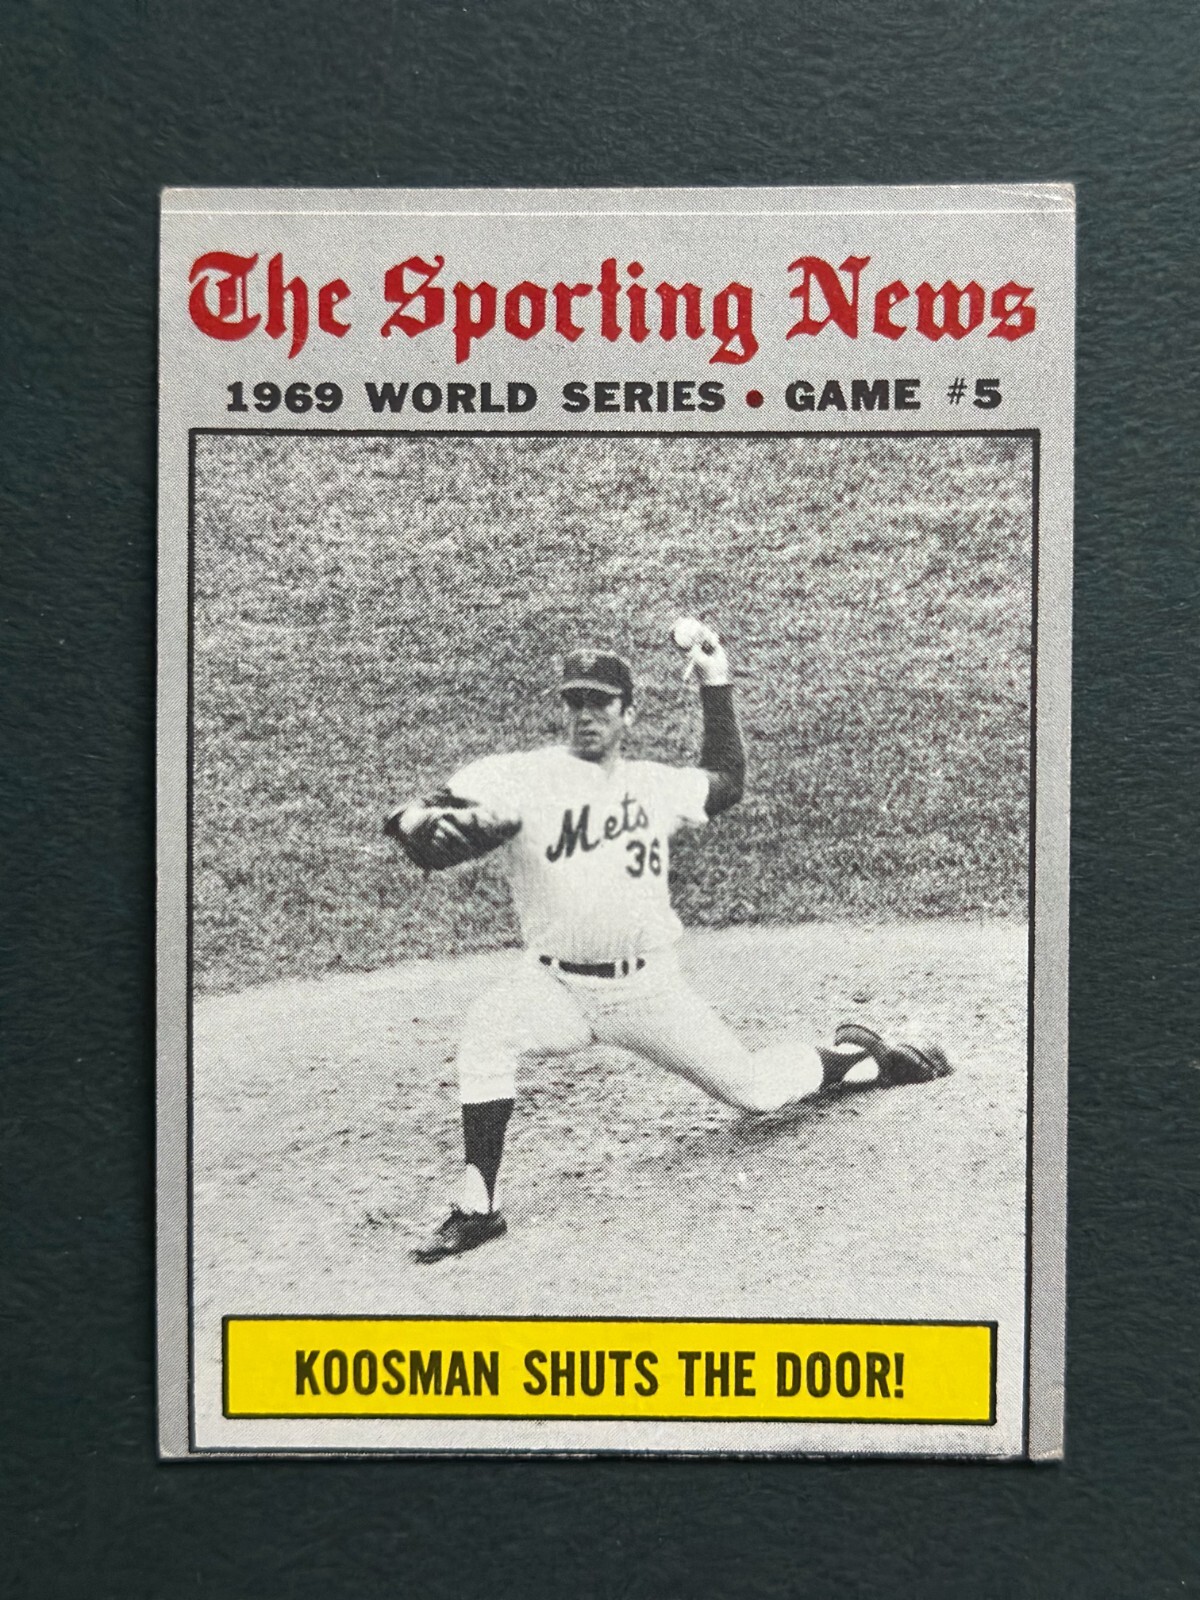 The Sporting News
1969 WORLD SERIES • GAME #5
Mets
36
KOOSMAN SHUTS THE DOOR!